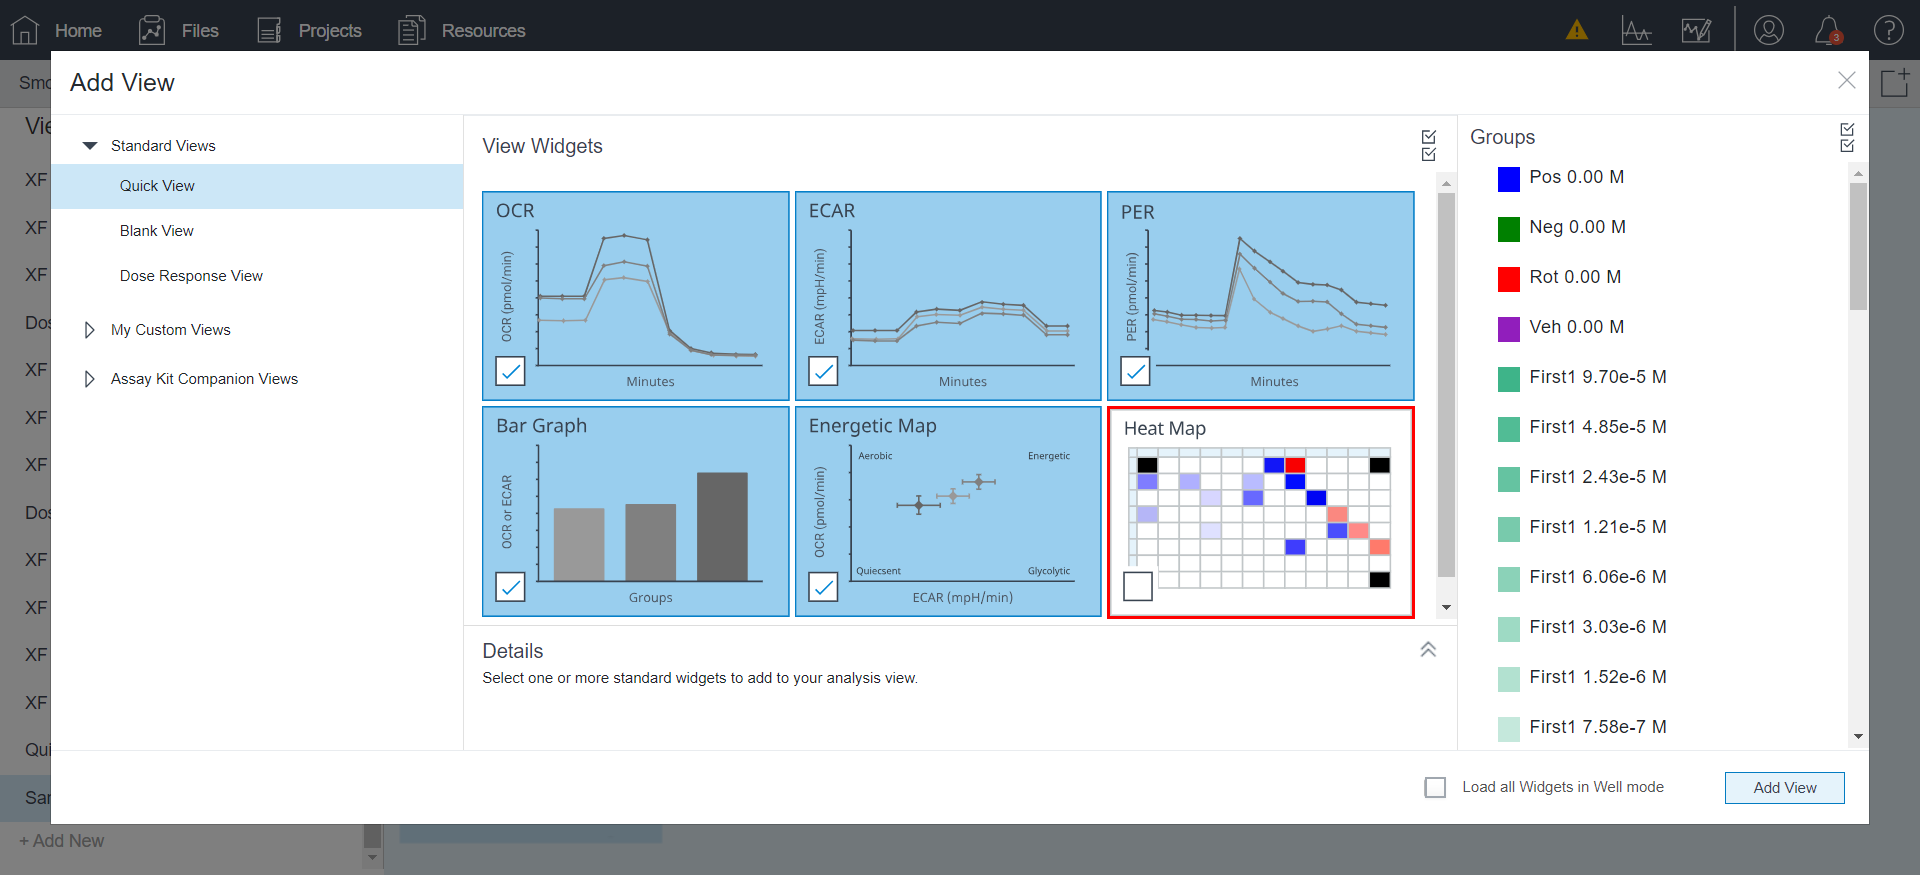 Home
Files
Projects
Resources
3
Smo
Add View
Vie
XF
XF
XF
Dos
XF
XF
XF
Dos
XF
XF
XF
XF
Qui
Sar
+ Add New
Standard Views
Quick View
Blank View
Dose Response View
My Custom Views
Assay Kit Companion Views
View Widgets
OCR
OCR (pmol/min)
Minutes
ECAR
ECAR (mpH/min)
Minutes
PER
PER (pmol/min)
Minutes
Bar Graph
OCR or ECAR
Groups
Energetic Map
Aerobic
Energetic
OCR (pmol/min)
Quiecsent
Glycolytic
ECAR (mpH/min)
Heat Map
Details
Select one or more standard widgets to add to your analysis view.
Groups
Pos 0.00 M
Neg 0.00 M
Rot 0.00 M
Veh 0.00 M
First1 9.70e-5 M
First1 4.85e-5 M
First1 2.43e-5 M
First1 1.21e-5 M
First1 6.06e-6 M
First1 3.03e-6 M
First1 1.52e-6 M
First1 7.58e-7 M
Load all Widgets in Well mode
Add View